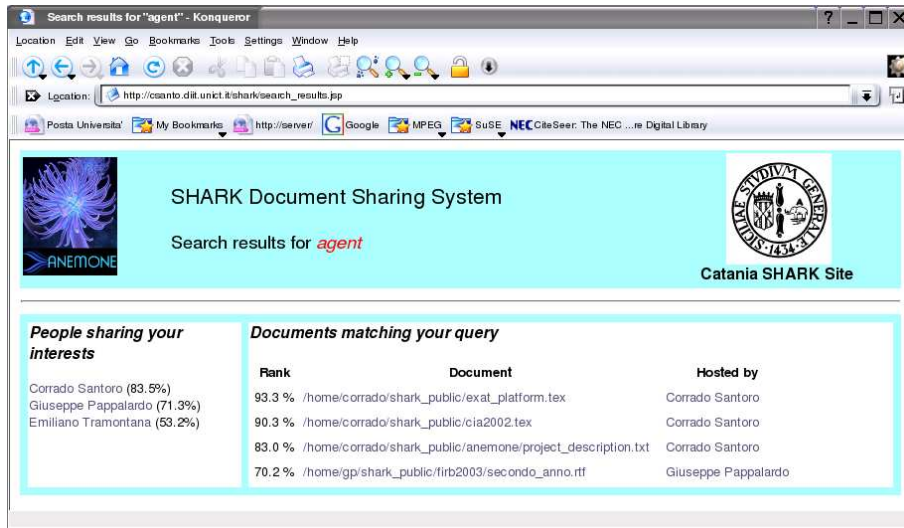 Search results for "agent" - Konqueror
Location Edit View Go Bookmarks Tools Settings Window Help
Location: http://csanto.diit.unict.it/shark/search_results.jsp
Posta Universita' My Bookmarks http://server/ Google MPEG SuSE NEC CiteSeer: The NEC ...re Digital Library
SHARK Document Sharing System
Search results for agent
ANEMONE
SICILIAE STVDIVM GENERALE 1434
Catania SHARK Site
People sharing your
interests
Corrado Santoro (83.5%)
Giuseppe Pappalardo (71.3%)
Emiliano Tramontana (53.2%)
Documents matching your query
Rank Document Hosted by
93.3 % /home/corrado/shark_public/exat_platform.tex Corrado Santoro
90.3 % /home/corrado/shark_public/cia2002.tex Corrado Santoro
83.0 % /home/corrado/shark_public/anemone/project_description.txt Corrado Santoro
70.2 % /home/gp/shark_public/firb2003/secondo_anno.rtf Giuseppe Pappalardo